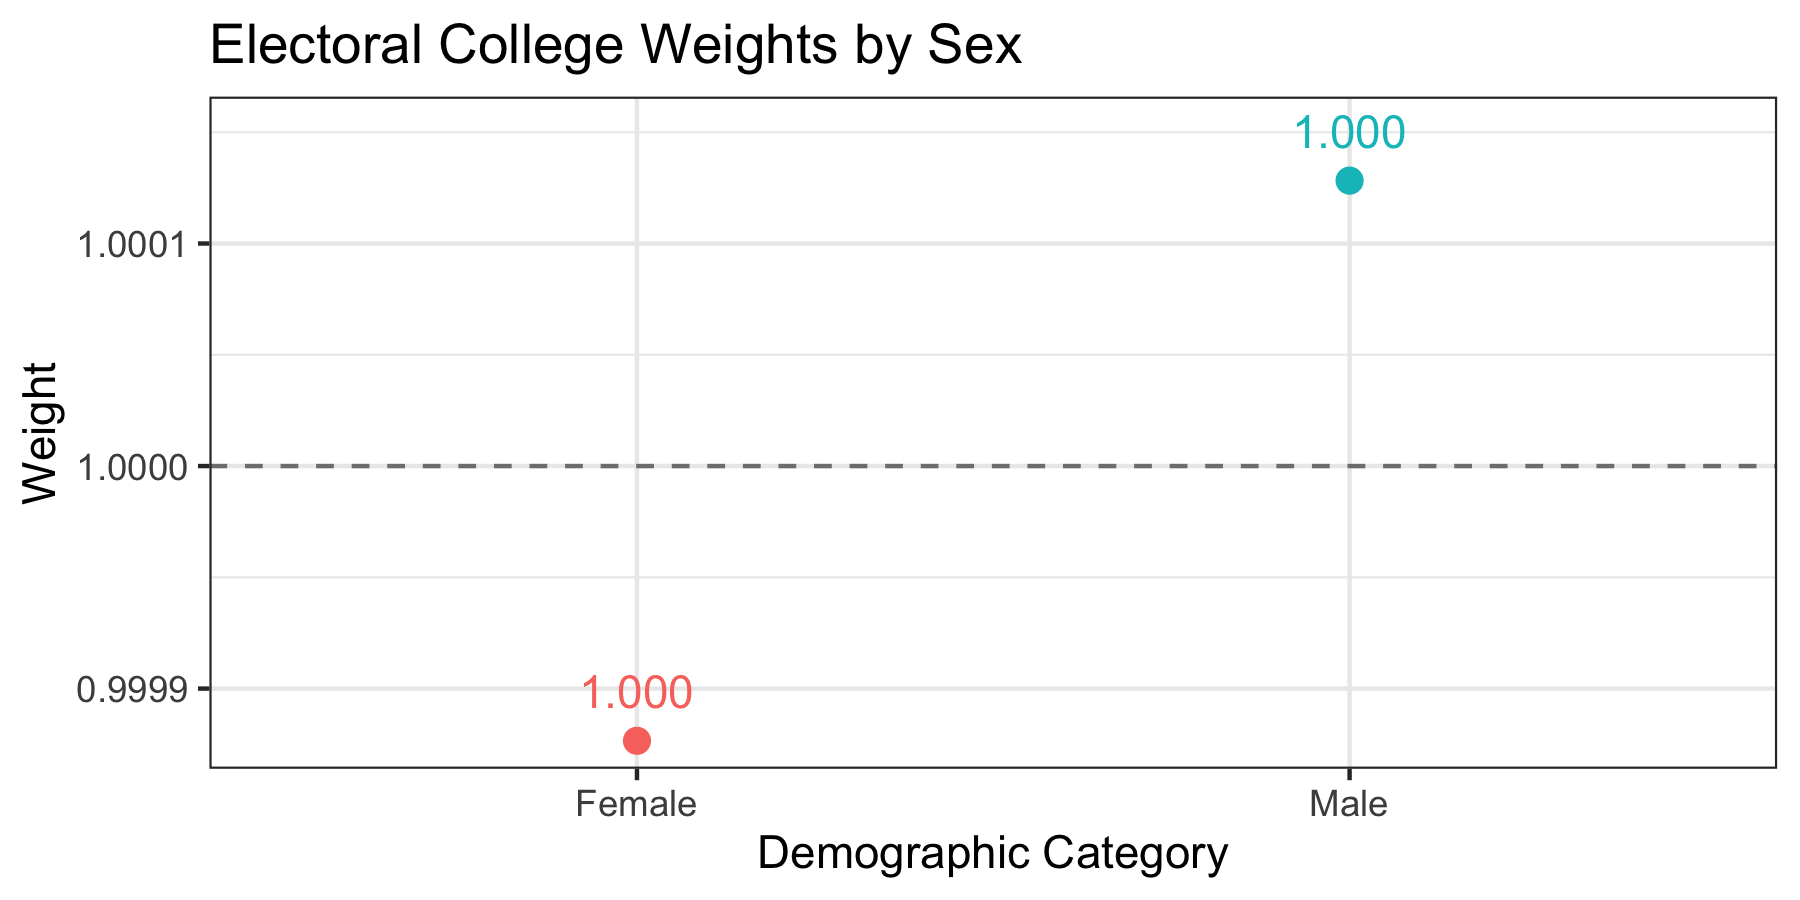 Electoral College Weights by Sex
1.000
1.0001
Weight
1.0000
0.9999
1.000
Female
Male
Demographic Category